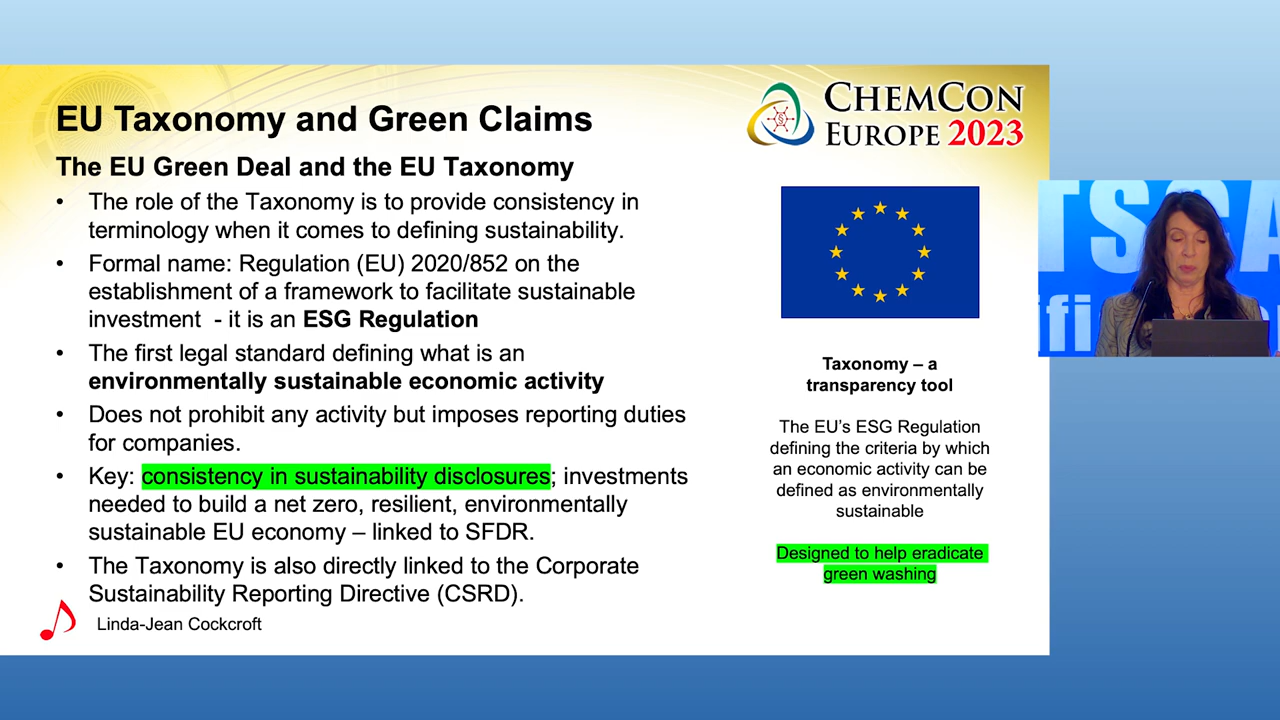 EU Taxonomy and Green Claims
CHEMCON
EUROPE 2023
The EU Green Deal and the EU Taxonomy
• The role of the Taxonomy is to provide consistency in
terminology when it comes to defining sustainability.
• Formal name: Regulation (EU) 2020/852 on the
establishment of a framework to facilitate sustainable
investment - it is an ESG Regulation
• The first legal standard defining what is an
environmentally sustainable economic activity
• Does not prohibit any activity but imposes reporting duties
for companies.
• Key: consistency in sustainability disclosures; investments
needed to build a net zero, resilient, environmentally
sustainable EU economy – linked to SFDR.
• The Taxonomy is also directly linked to the Corporate
Sustainability Reporting Directive (CSRD).
Linda-Jean Cockcroft
Taxonomy – a
transparency tool
The EU's ESG Regulation
defining the criteria by which
an economic activity can be
defined as environmentally
sustainable
Designed to help eradicate
green washing